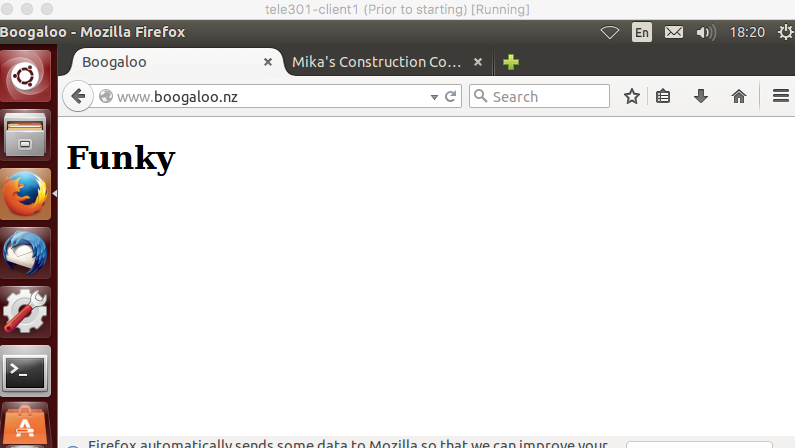 tele301-client1 (Prior to starting) [Running]
Boogaloo - Mozilla Firefox
En
18:20
Boogaloo
Mika's Construction Co...
www.boogaloo.nz
Search
Funky
>_
Firefox automatically sends some data to Mozilla so that we can improve your